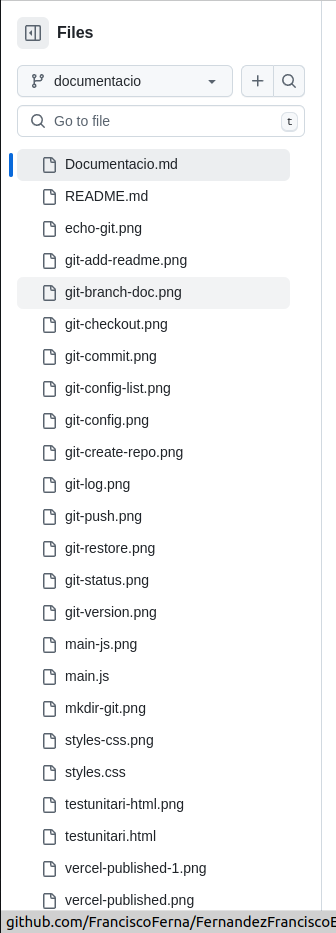 Files
documentacio
Go to file
t
Documentacio.md
README.md
echo-git.png
git-add-readme.png
git-branch-doc.png
git-checkout.png
git-commit.png
git-config-list.png
git-config.png
git-create-repo.png
git-log.png
git-push.png
git-restore.png
git-status.png
git-version.png
main-js.png
main.js
mkdir-git.png
styles-css.png
styles.css
testunitari-html.png
testunitari.html
vercel-published-1.png
vercel-published.png
github.com/FranciscoFerna/FernandezFrancisco